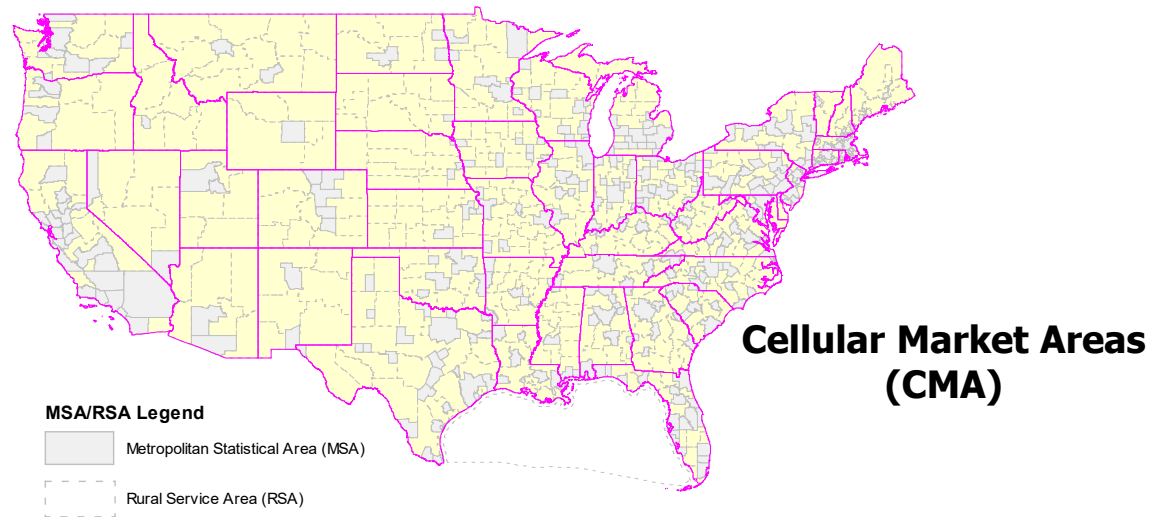 Cellular Market Areas
(CMA)
MSA/RSA Legend
Metropolitan Statistical Area (MSA)
Rural Service Area (RSA)